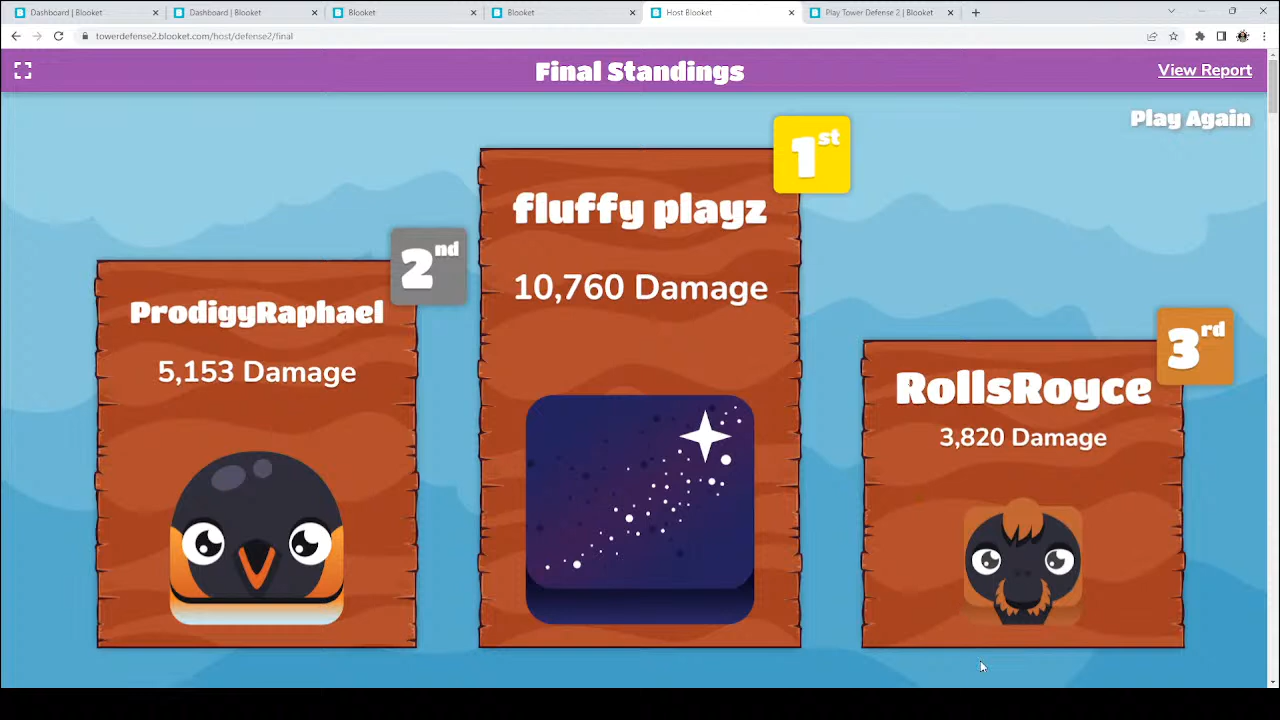 Dashboard | Blooket
Dashboard | Blooket
Blooket
Blooket
Host Blooket
Play Tower Defense 2 | Blooket
towerdefense2.blooket.com/host/defense2/final
Final Standings
View Report
Play Again
1st
fluffy playz
10,760 Damage
2nd
ProdigyRaphael
5,153 Damage
3rd
RollsRoyce
3,820 Damage